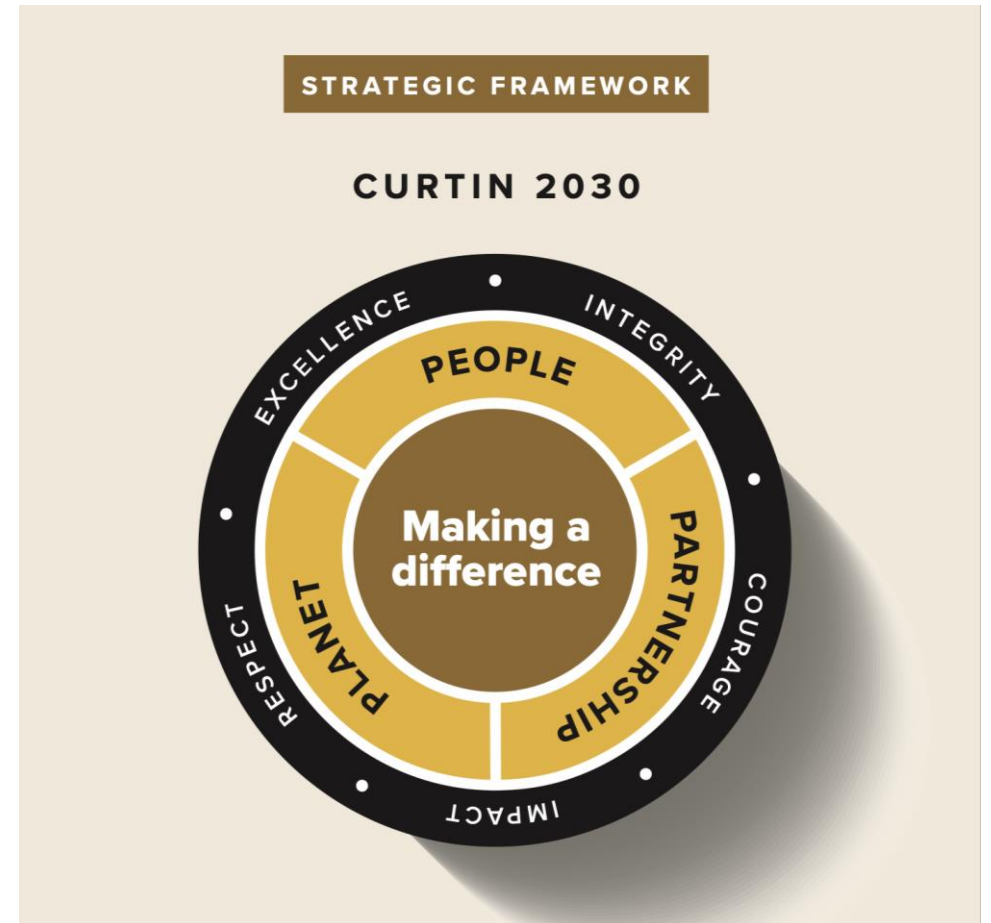 STRATEGIC FRAMEWORK
CURTIN 2030
EXCELLENCE
INTEGRITY
COURAGE
IMPACT
RESPECT
PEOPLE
PARTNERSHIP
PLANET
Making a
difference